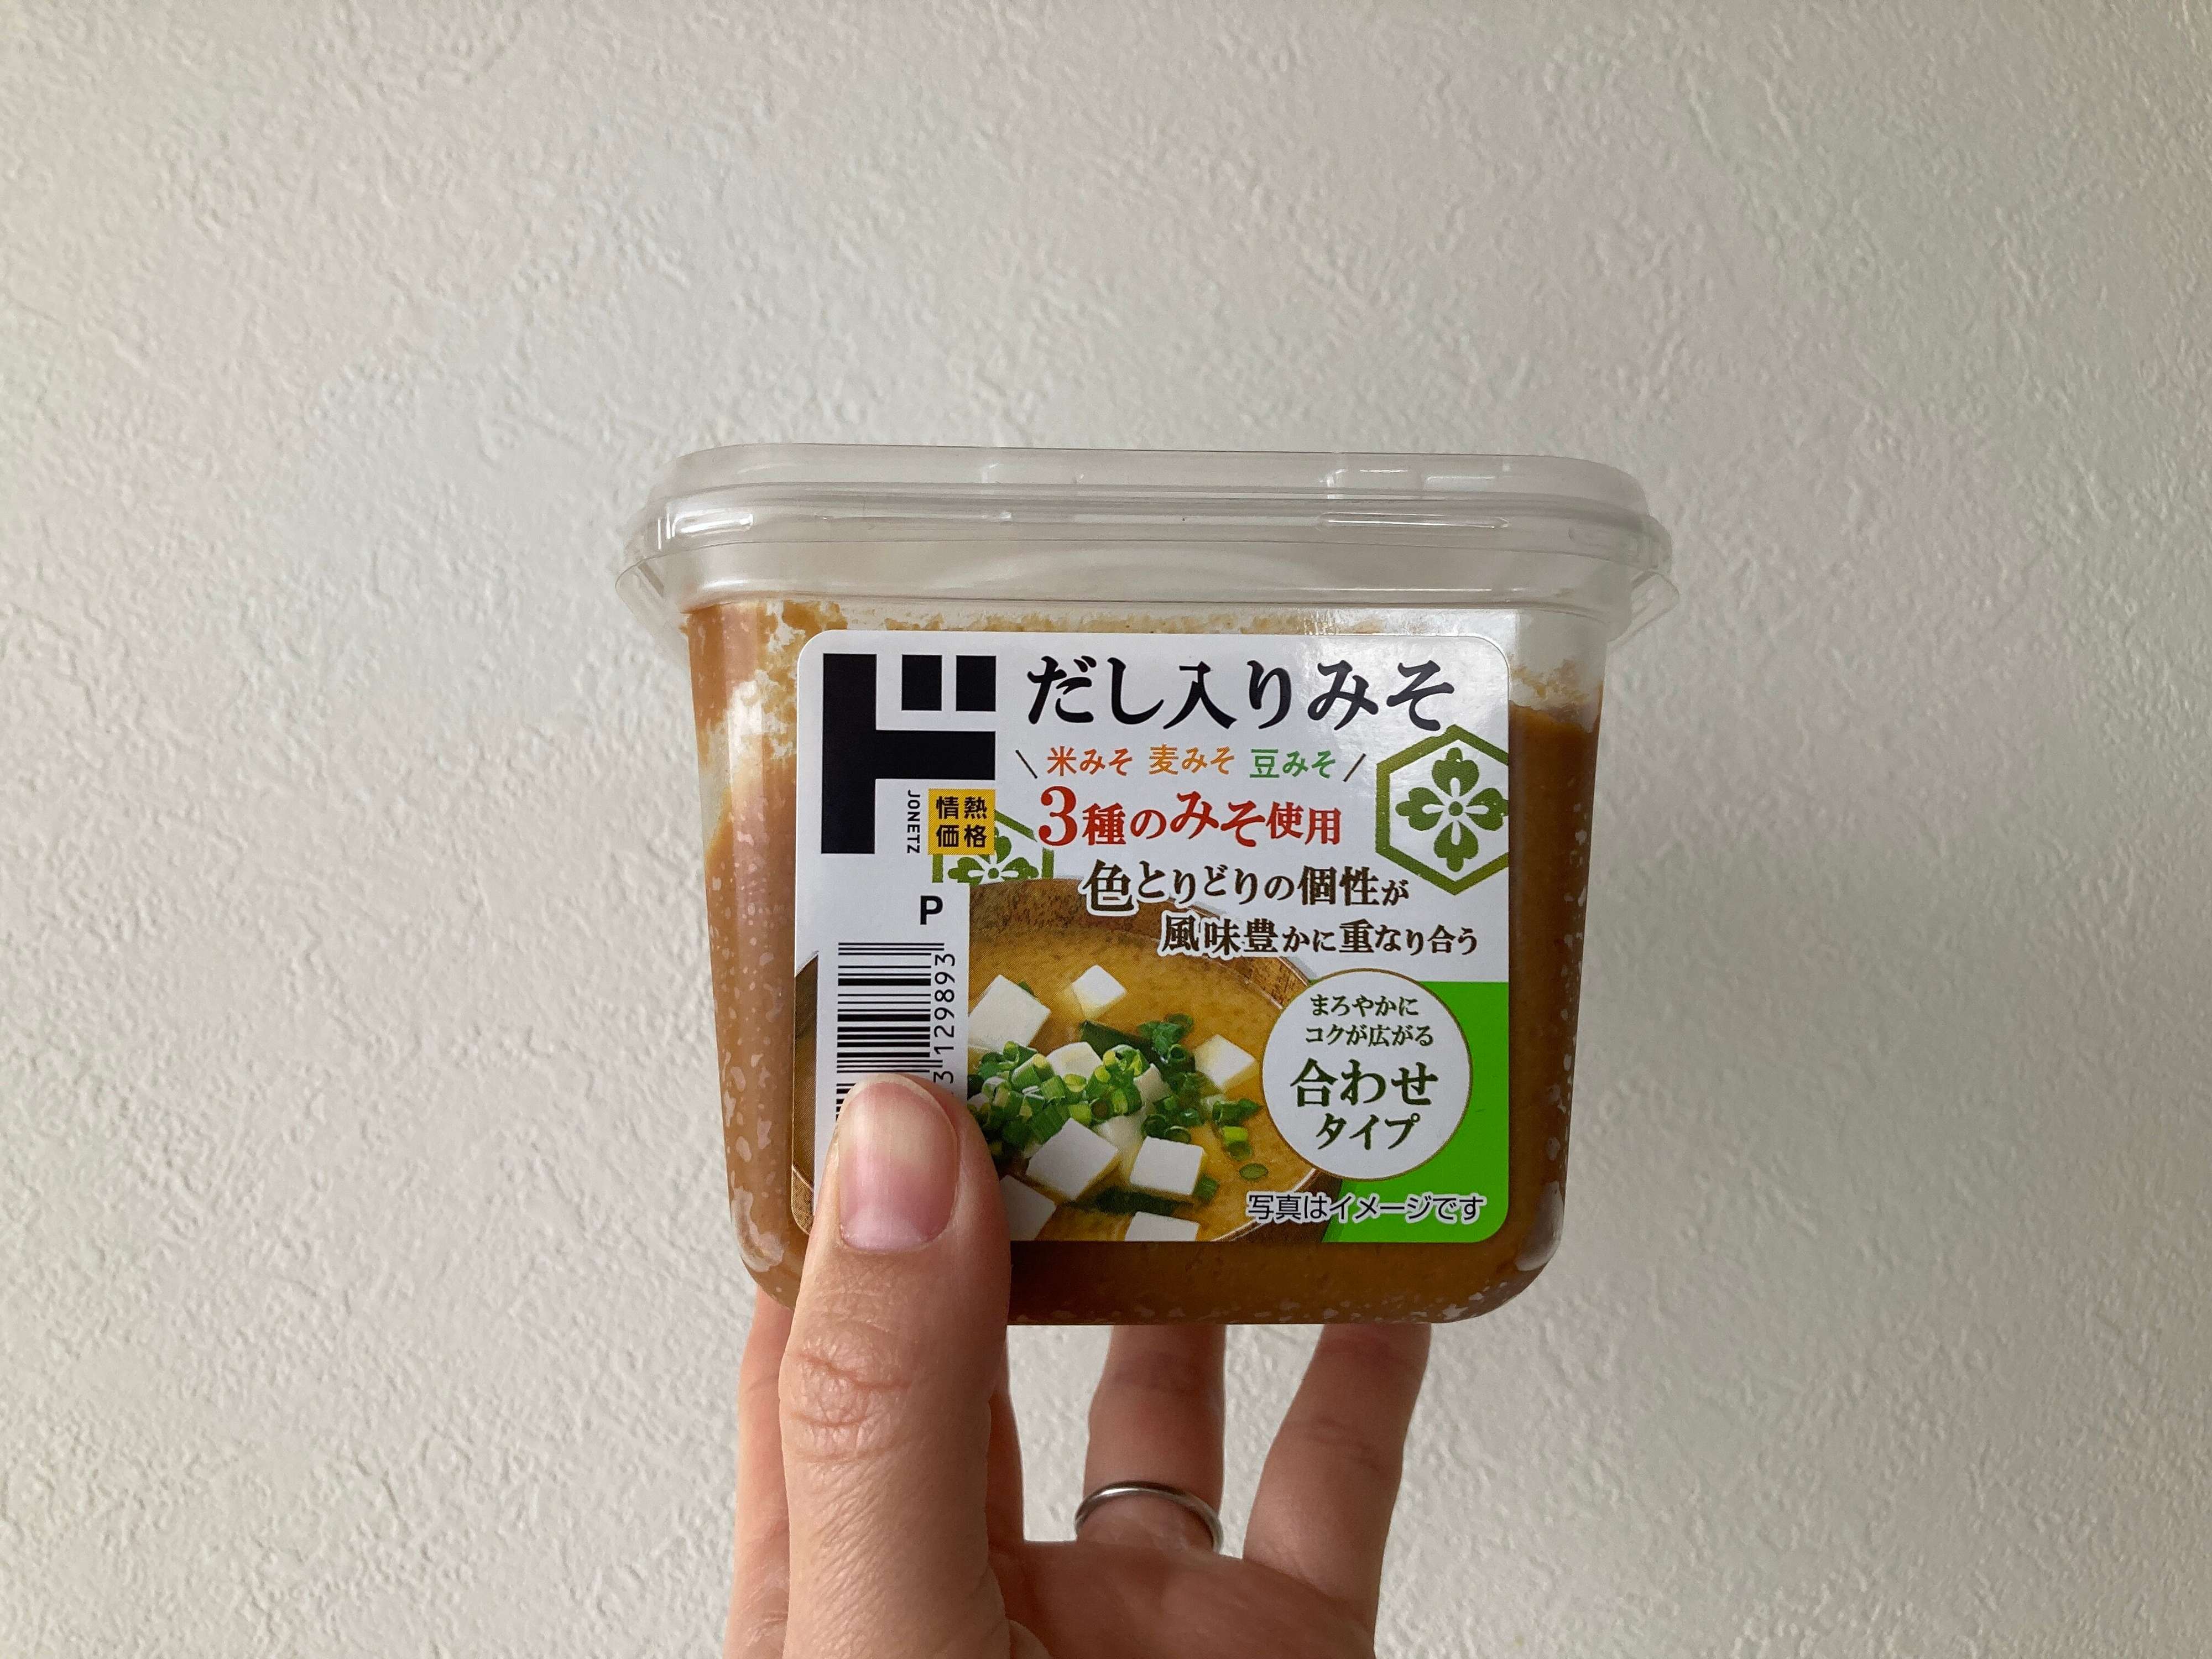 ド
JONETZ
情熱
価格
だし入りみそ
\ 米みそ 麦みそ 豆みそ /
3種のみそ使用
色とりどりの個性が
風味豊かに重なり合う
P
3129893
まろやかに
コクが広がる
合わせ
タイプ
写真はイメージです